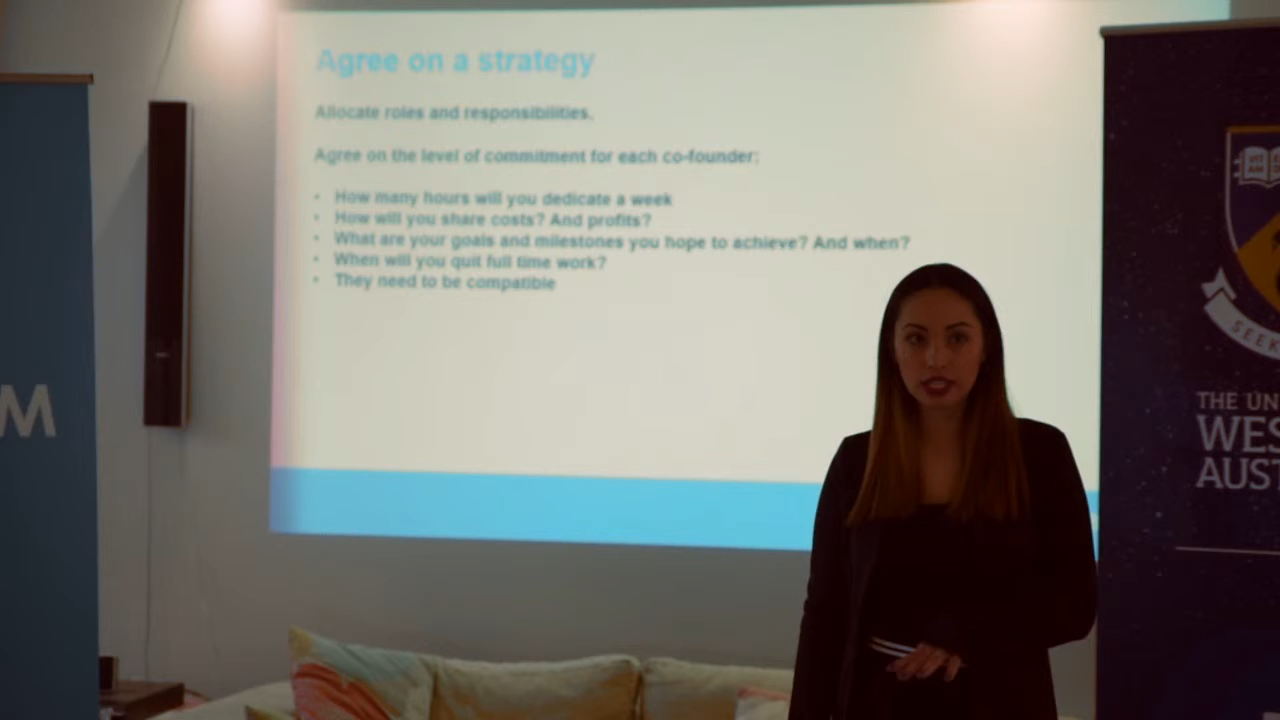 Agree on a strategy
Allocate roles and responsibilities.
Agree on the level of commitment for each co-founder:
• How many hours will you dedicate a week
• How will you share costs? And profits?
• What are your goals and milestones you hope to achieve? And when?
• When will you quit full time work?
• They need to be compatible
M
SEEK
THE UN
WES
AUST